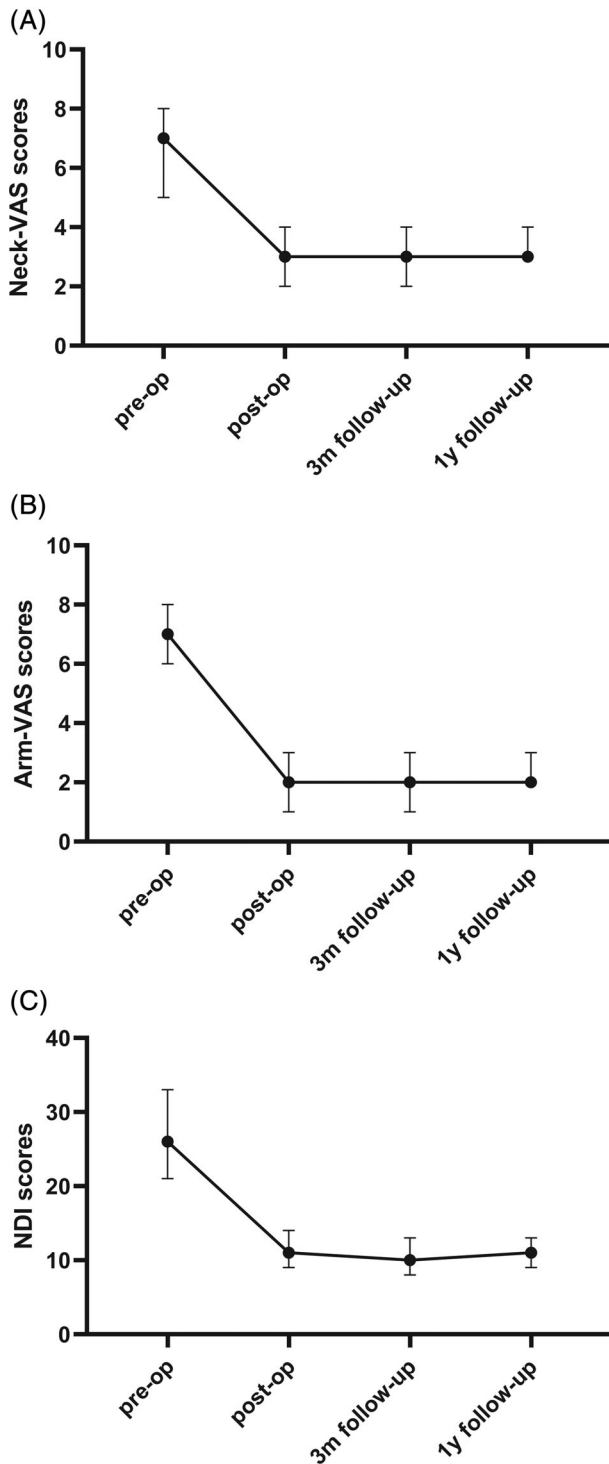 (A)
Neck-VAS scores
10
8
6
4
2
0
pre-op
post-op
3m follow-up
1y follow-up
(B)
Arm-VAS scores
10
8
6
4
2
0
pre-op
post-op
3m follow-up
1y follow-up
(C)
NDI scores
40
30
20
10
0
pre-op
post-op
3m follow-up
1y follow-up